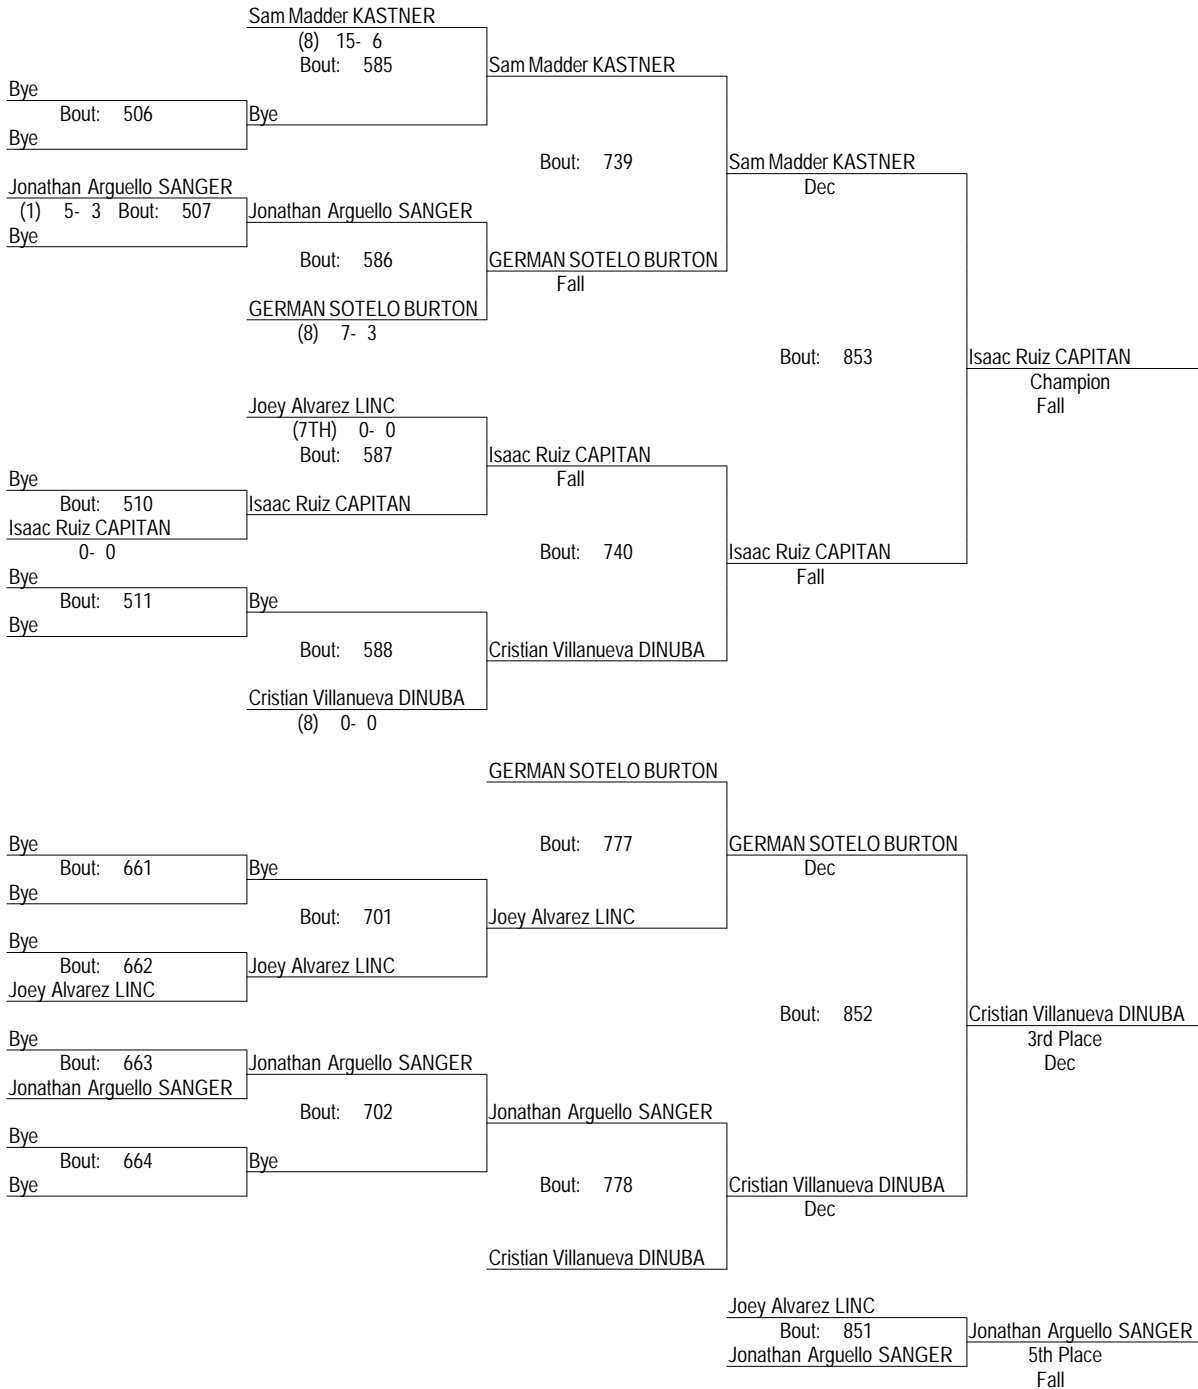 Sam Madder KASTNER
(8) 15- 6
Bout: 585
Sam Madder KASTNER
Bye
Bout: 506
Bye
Bye
Bout: 739
Sam Madder KASTNER
Dec
Jonathan Arguello SANGER
(1) 5- 3 Bout: 507
Jonathan Arguello SANGER
Bye
Bout: 586
GERMAN SOTELO BURTON
Fall
GERMAN SOTELO BURTON
(8) 7- 3
Bout: 853
Isaac Ruiz CAPITAN
Champion
Fall
Joey Alvarez LINC
(7TH) 0- 0
Bout: 587
Isaac Ruiz CAPITAN
Fall
Bye
Bout: 510
Isaac Ruiz CAPITAN
Isaac Ruiz CAPITAN
0- 0
Bout: 740
Isaac Ruiz CAPITAN
Fall
Bye
Bout: 511
Bye
Bye
Bout: 588
Cristian Villanueva DINUBA
Cristian Villanueva DINUBA
(8) 0- 0
GERMAN SOTELO BURTON
Bye
Bout: 777
GERMAN SOTELO BURTON
Dec
Bout: 661
Bye
Bye
Bout: 701
Joey Alvarez LINC
Bye
Bout: 662
Joey Alvarez LINC
Joey Alvarez LINC
Bout: 852
Cristian Villanueva DINUBA
3rd Place
Dec
Bye
Bout: 663
Jonathan Arguello SANGER
Jonathan Arguello SANGER
Bout: 702
Jonathan Arguello SANGER
Bye
Bout: 664
Bye
Bye
Bout: 778
Cristian Villanueva DINUBA
Dec
Cristian Villanueva DINUBA
Joey Alvarez LINC
Bout: 851
Jonathan Arguello SANGER
Jonathan Arguello SANGER
5th Place
Fall